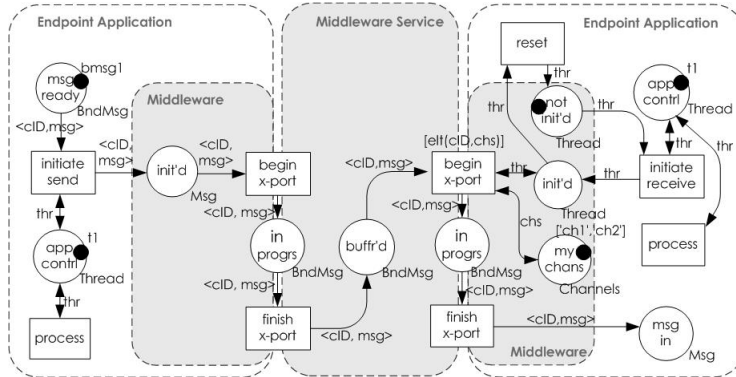 Endpoint Application
Middleware Service
Endpoint Application
bmsg1
msg
ready
BndMsg
<cID,msg>
<cID,
msg>
initiate
send
thr
t1
app
contrl
Thread
thr
process
Middleware
init'd
Msg
<cID,
msg>
begin
x-port
<cID, msg>
in
progrs
BndMsg
<cID, msg>
finish
x-port
<cID, msg>
buffr'd
BndMsg
<cID,msg>
[elt(cID,chs)]
begin
x-port
<cID,msg>
in
progrs
BndMsg
<cID,msg>
finish
x-port
<cID,msg>
msg
in
Msg
reset
thr
thr
not
init'd
Thread
thr
thr
init'd
Thread
thr
chs
['ch1','ch2']
my
chans
Channels
Middleware
t1
app
contrl
Thread
thr
thr
initiate
receive
process